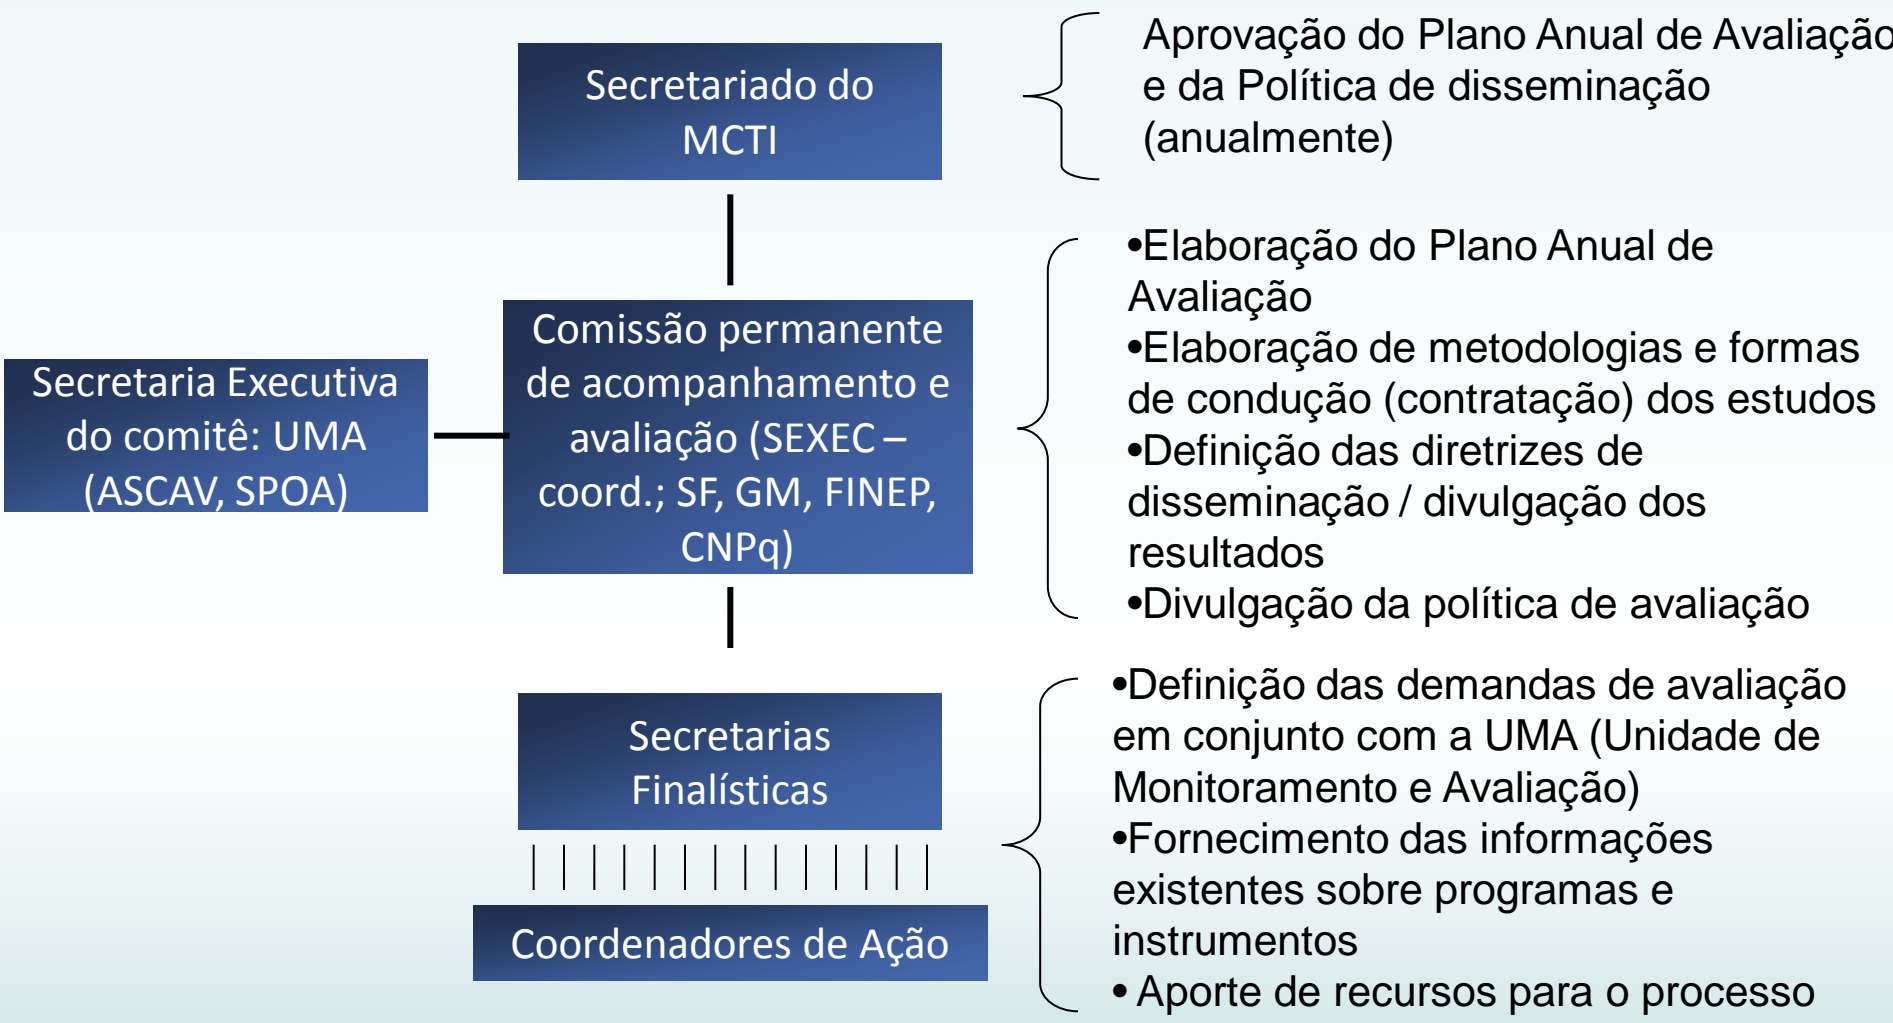 Secretariado do
MCTI
Aprovação do Plano Anual de Avaliação
e da Política de disseminação
(anualmente)
Secretaria Executiva
do comitê: UMA
(ASCAV, SPOA)
Comissão permanente
de acompanhamento e
avaliação (SEXEC –
coord.; SF, GM, FINEP,
CNPq)
•Elaboração do Plano Anual de
Avaliação
•Elaboração de metodologias e formas
de condução (contratação) dos estudos
•Definição das diretrizes de
disseminação / divulgação dos
resultados
•Divulgação da política de avaliação
Secretarias
Finalísticas
Coordenadores de Ação
•Definição das demandas de avaliação
em conjunto com a UMA (Unidade de
Monitoramento e Avaliação)
•Fornecimento das informações
existentes sobre programas e
instrumentos
• Aporte de recursos para o processo